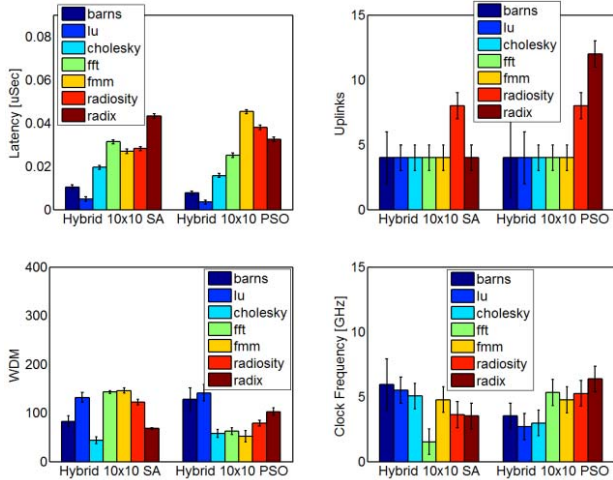 barns
lu
cholesky
fft
fmm
radiosity
radix
0.08
0.06
0.04
0.02
0
Latency [uSec]
Hybrid 10x10 SA Hybrid 10x10 PSO
barns
lu
cholesky
fft
fmm
radiosity
radix
15
10
5
0
Uplinks
Hybrid 10x10 SA Hybrid 10x10 PSO
barns
lu
cholesky
fft
fmm
radiosity
radix
400
300
200
100
0
WDM
Hybrid 10x10 SA Hybrid 10x10 PSO
barns
lu
cholesky
fft
fmm
radiosity
radix
15
10
5
0
Clock Frequency [GHz]
Hybrid 10x10 SA Hybrid 10x10 PSO